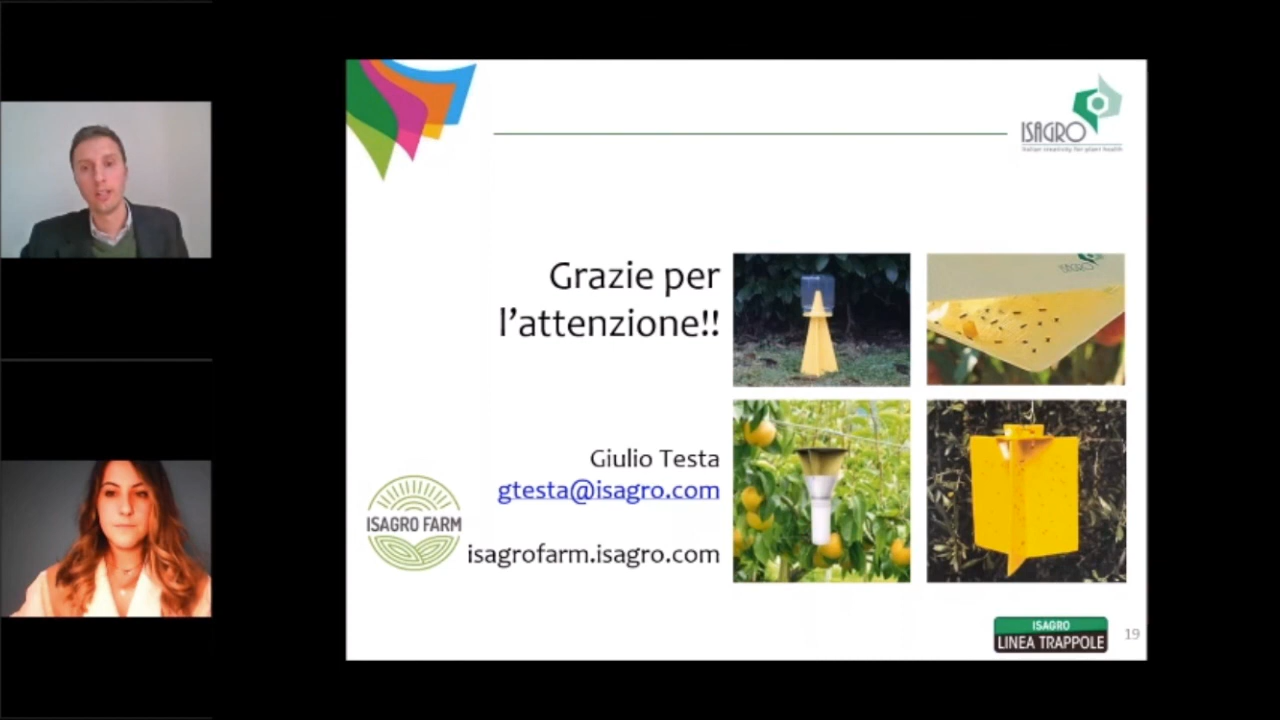 ISAGRO
Italian creativity for plant health
Grazie per
l'attenzione!!
ISAGRO
Giulio Testa
gtesta@isagro.com
ISAGRO FARM
isagrofarm.isagro.com
ISAGRO
LINEA TRAPPOLE
19